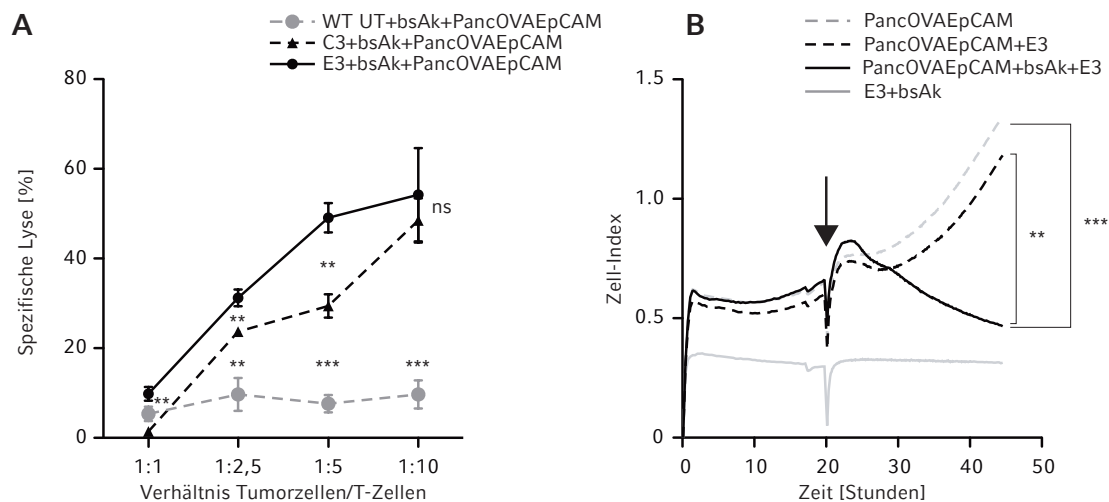 A
WT UT+bsAk+PancOVAEpCAM
C3+bsAk+PancOVAEpCAM
E3+bsAk+PancOVAEpCAM
Spezifische Lyse [%]
80
60
40
20
0
ns
**
**
**
**
***
***
1:1
1:2,5
1:5
1:10
Verhältnis Tumorzellen/T-Zellen
B
PancOVAEpCAM
PancOVAEpCAM+E3
PancOVAEpCAM+bsAk+E3
E3+bsAk
Zell-Index
1.5
1.0
0.5
0
**
***
0
10
20
30
40
50
Zeit [Stunden]